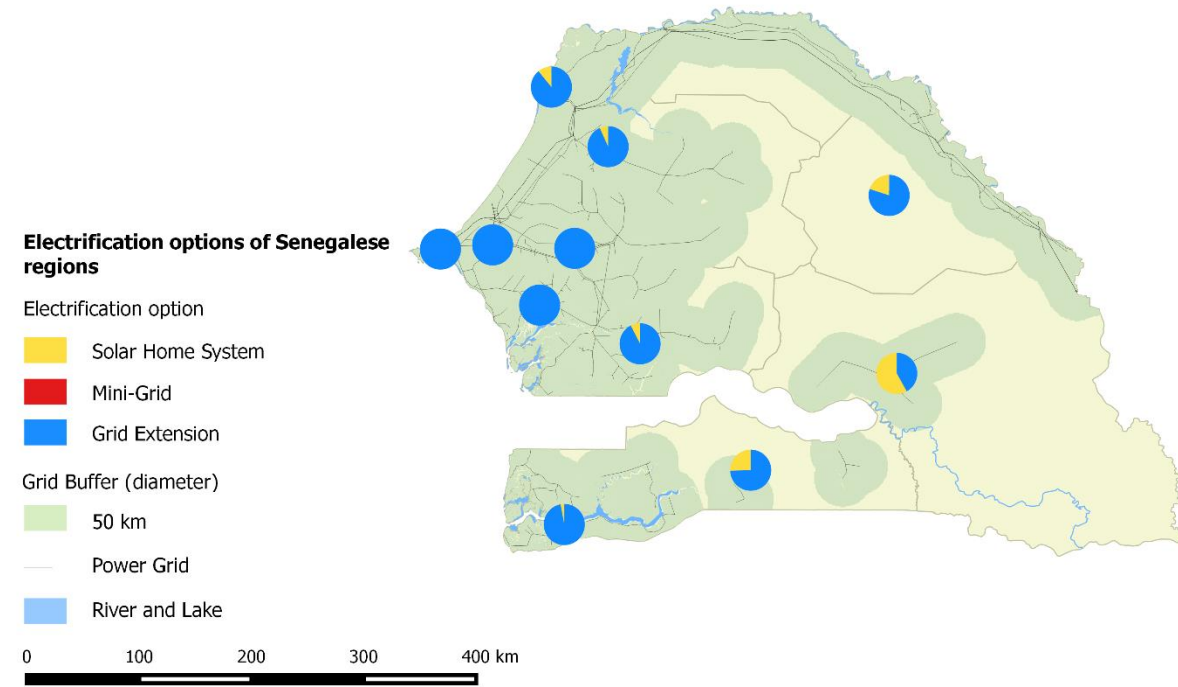 Electrification options of Senegalese
regions
Electrification option
Solar Home System
Mini-Grid
Grid Extension
Grid Buffer (diameter)
50 km
Power Grid
River and Lake
0 100 200 300 400 km